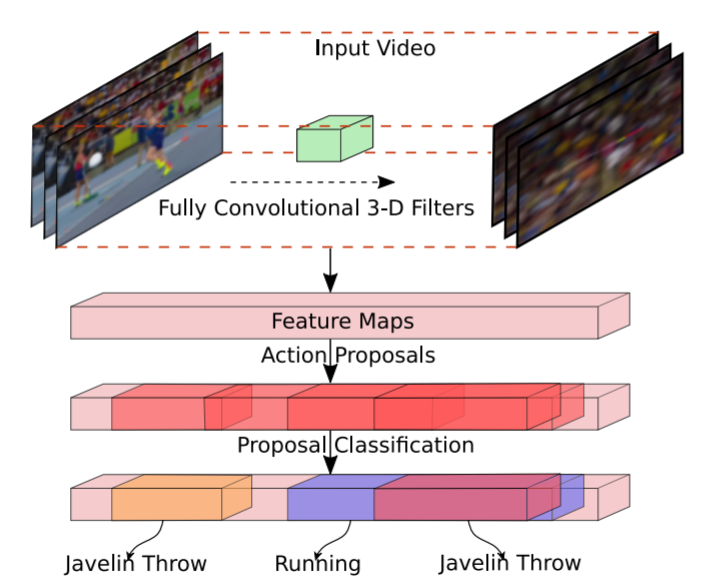 Input Video
Fully Convolutional 3-D Filters
Feature Maps
Action Proposals
Proposal Classification
Javelin Throw
Running
Javelin Throw